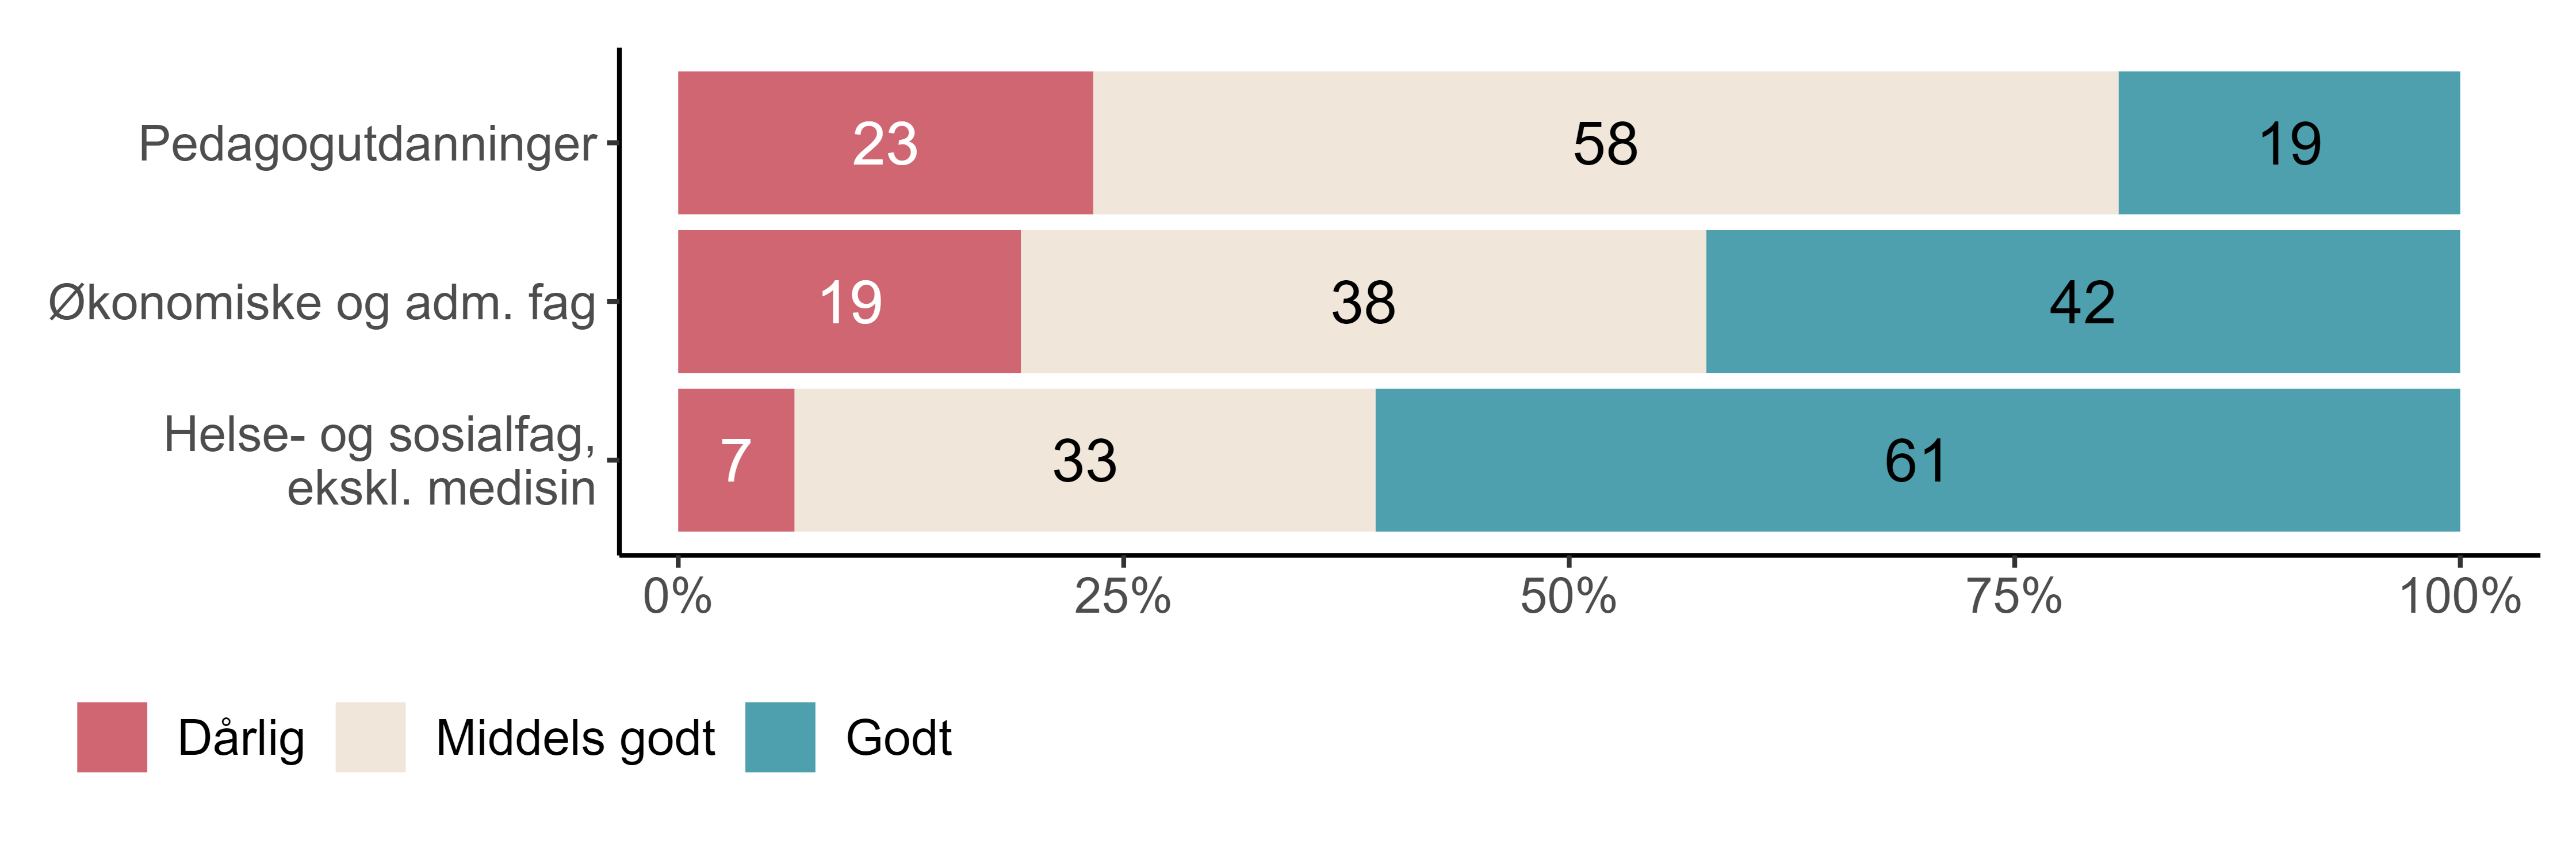 Pedagogutdanninger
23 58 19
Økonomiske og adm. fag
19 38 42
Helse- og sosialfag,
ekskl. medisin
7 33 61
0% 25% 50% 75% 100%
Dårlig Middels godt Godt